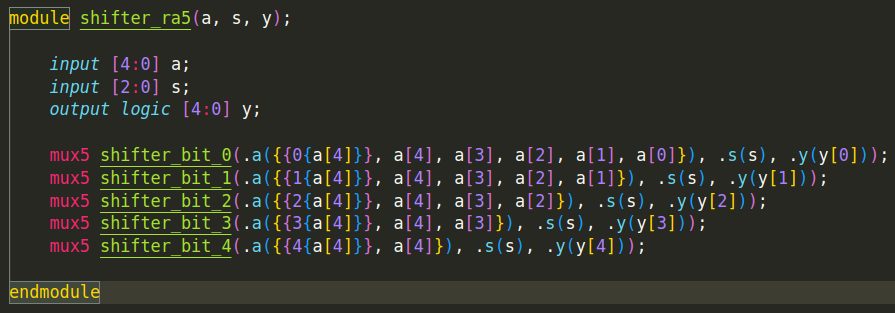 module shifter_ra5(a, s, y);
input [4:0] a;
input [2:0] s;
output logic [4:0] y;
mux5 shifter_bit_0(.a({{0{a[4]}}, a[4], a[3], a[2], a[1], a[0]}), .s(s), .y(y[0]));
mux5 shifter_bit_1(.a({{1{a[4]}}, a[4], a[3], a[2], a[1]}), .s(s), .y(y[1]));
mux5 shifter_bit_2(.a({{2{a[4]}}, a[4], a[3], a[2]}), .s(s), .y(y[2]));
mux5 shifter_bit_3(.a({{3{a[4]}}, a[4], a[3]}), .s(s), .y(y[3]));
mux5 shifter_bit_4(.a({{4{a[4]}}, a[4]}), .s(s), .y(y[4]));
endmodule